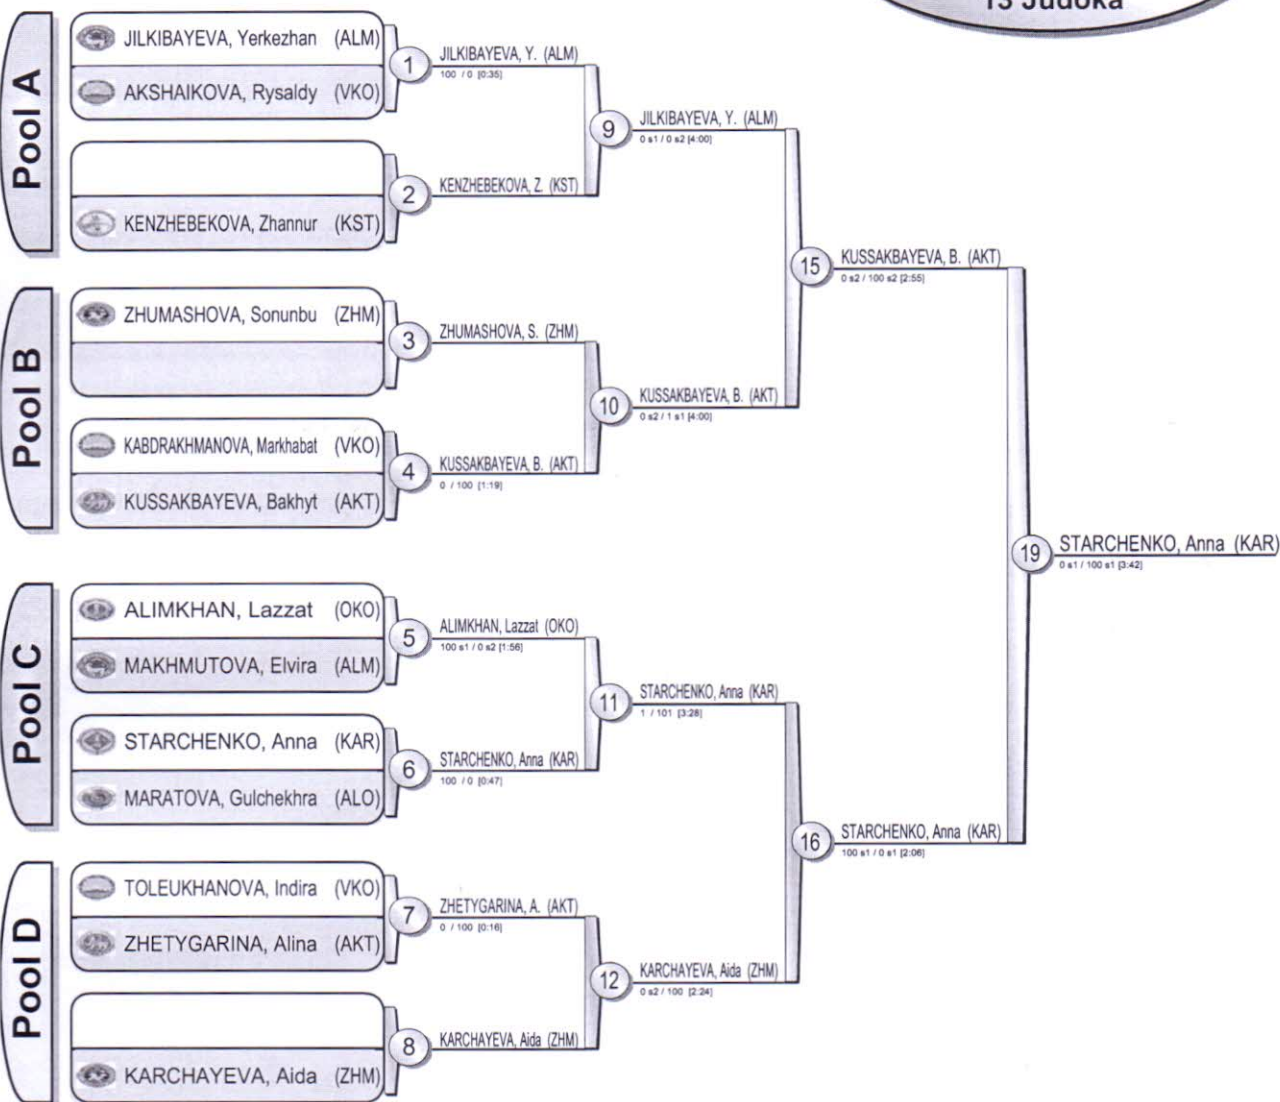 13 Judoka
Pool A
JILKIBAYEVA, Yerkezhan (ALM)
AKSHAIKOVA, Rysaldy (VKO)
KENZHEBEKOVA, Zhannur (KST)
1
JILKIBAYEVA, Y. (ALM)
100 / 0 [0:35]
2
KENZHEBEKOVA, Z. (KST)
9
JILKIBAYEVA, Y. (ALM)
0 s1 / 0 s2 [4:00]
Pool B
ZHUMASHOVA, Sonunbu (ZHM)
KABDRAKHMANOVA, Markhabat (VKO)
KUSSAKBAYEVA, Bakhyt (AKT)
3
ZHUMASHOVA, S. (ZHM)
4
KUSSAKBAYEVA, B. (AKT)
0 / 100 [1:19]
10
KUSSAKBAYEVA, B. (AKT)
0 s2 / 1 s1 [4:00]
15
KUSSAKBAYEVA, B. (AKT)
0 s2 / 100 s2 [2:55]
Pool C
ALIMKHAN, Lazzat (OKO)
MAKHMUTOVA, Elvira (ALM)
STARCHENKO, Anna (KAR)
MARATOVA, Gulchekhra (ALO)
5
ALIMKHAN, Lazzat (OKO)
100 s1 / 0 s2 [1:56]
6
STARCHENKO, Anna (KAR)
100 / 0 [0:47]
11
STARCHENKO, Anna (KAR)
1 / 101 [3:28]
Pool D
TOLEUKHANOVA, Indira (VKO)
ZHETYGARINA, Alina (AKT)
KARCHAYEVA, Aida (ZHM)
7
ZHETYGARINA, A. (AKT)
0 / 100 [0:16]
8
KARCHAYEVA, Aida (ZHM)
12
KARCHAYEVA, Aida (ZHM)
0 s2 / 100 [2:24]
16
STARCHENKO, Anna (KAR)
100 s1 / 0 s1 [2:06]
19
STARCHENKO, Anna (KAR)
0 s1 / 100 s1 [3:42]